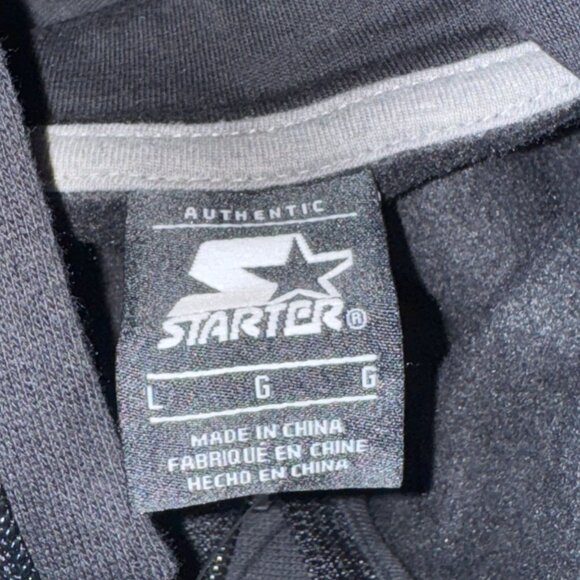 AUTHENTIC
STARTER®
L G G
MADE IN CHINA
FABRIQUE EN CHINE
HECHO EN CHINA